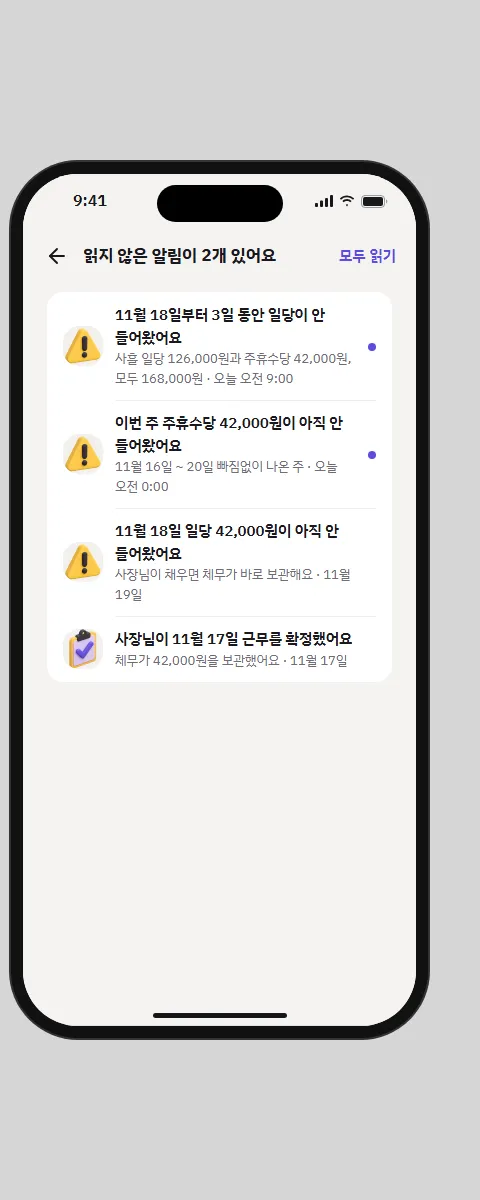 9:41
읽지 않은 알림이 2개 있어요
모두 읽기
11월 18일부터 3일 동안 일당이 안
들어왔어요
사흘 일당 126,000원과 주휴수당 42,000원,
모두 168,000원 · 오늘 오전 9:00
이번 주 주휴수당 42,000원이 아직 안
들어왔어요
11월 16일 ~ 20일 빠짐없이 나온 주 · 오늘
오전 0:00
11월 18일 일당 42,000원이 아직 안
들어왔어요
사장님이 채우면 체무가 바로 보관해요 · 11월
19일
사장님이 11월 17일 근무를 확정했어요
체무가 42,000원을 보관했어요 · 11월 17일